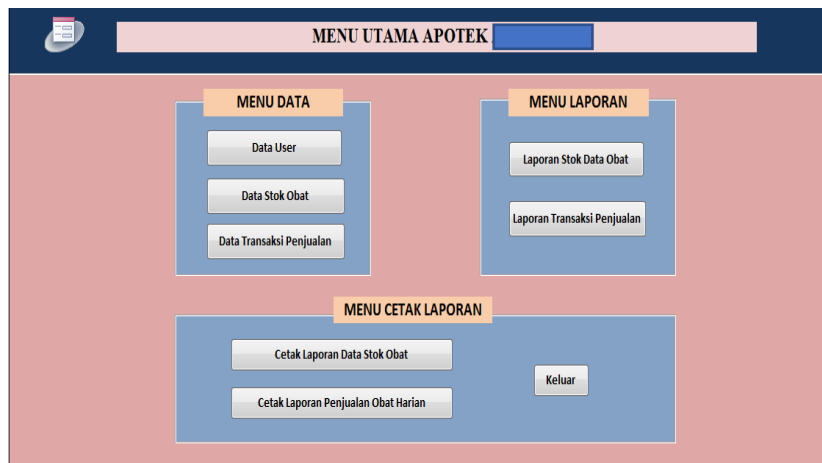 MENU UTAMA APOTEK
MENU DATA
Data User
Data Stok Obat
Data Transaksi Penjualan
MENU LAPORAN
Laporan Stok Data Obat
Laporan Transaksi Penjualan
MENU CETAK LAPORAN
Cetak Laporan Data Stok Obat
Cetak Laporan Penjualan Obat Harian
Keluar